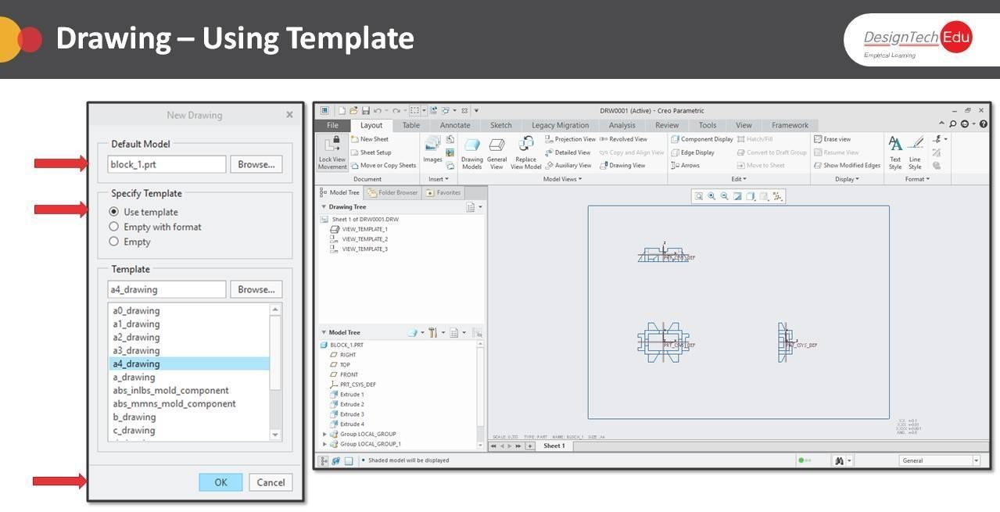 Drawing – Using Template
DesignTech Edu
Empirical Learning
New Drawing
Default Model
block_1.prt
Browse...
Specify Template
Use template
Empty with format
Empty
Template
a4_drawing
Browse...
a0_drawing
a1_drawing
a2_drawing
a3_drawing
a4_drawing
a_drawing
abs_inlbs_mold_component
abs_mmns_mold_component
b_drawing
c_drawing
OK
Cancel
DRW0001 (Active) - Creo Parametric
File
Layout
Table
Annotate
Sketch
Legacy Migration
Analysis
Review
Tools
View
Framework
Lock View
Movement
New Sheet
Sheet Setup
Move or Copy Sheets
Document
Images
Insert
Drawing
Models
General
View
Replace
View Model
Projection View
Detailed View
Auxiliary View
Revolved View
Copy and Align View
Drawing View
Model Views
Component Display
Edge Display
Arrows
Hatch/Fill
Convert to Draft Group
Move to Sheet
Edit
Erase view
Resume View
Show Modified Edges
Display
Text
Style
Line
Style
Format
Model Tree
Folder Browser
Favorites
Drawing Tree
Sheet 1 of DRW0001.DRW
VIEW_TEMPLATE_1
VIEW_TEMPLATE_2
VIEW_TEMPLATE_3
Model Tree
BLOCK_1.PRT
RIGHT
TOP
FRONT
PRT_CSYS_DEF
Extrude 1
Extrude 2
Extrude 3
Extrude 4
Group LOCAL_GROUP
Group LOCAL_GROUP_1
PRT_CSYS_DEF
PRT_CSYS_DEF
PRT_CSYS_DEF
TYPE: PART NAME: BLOCK_1 SIZE: A4
Sheet 1
Shaded model will be displayed
General